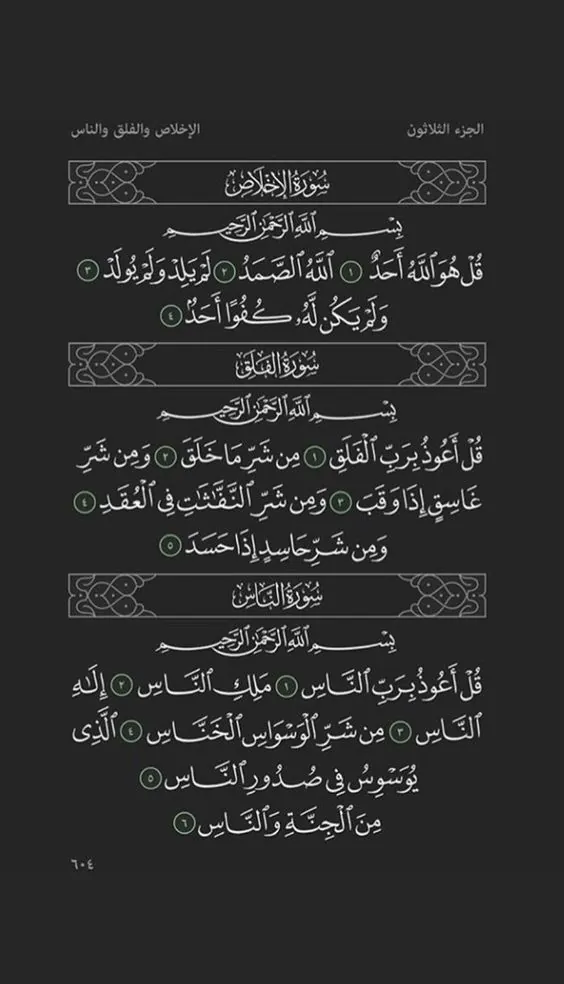 الجزء الثلاثون
الإخلاص والفلق والناس
سُورَةُ الإِخْلَاصِ
بِسْمِ ٱللَّهِ ٱلرَّحْمَٰنِ ٱلرَّحِيمِ
قُلْ هُوَ ٱللَّهُ أَحَدٌ ١ ٱللَّهُ ٱلصَّمَدُ ٢ لَمْ يَلِدْ وَلَمْ يُولَدْ ٣
وَلَمْ يَكُن لَّهُۥ كُفُوًا أَحَدٌۢ ٤
سُورَةُ الفَلَقِ
بِسْمِ ٱللَّهِ ٱلرَّحْمَٰنِ ٱلرَّحِيمِ
قُلْ أَعُوذُ بِرَبِّ ٱلْفَلَقِ ١ مِن شَرِّ مَا خَلَقَ ٢ وَمِن شَرِّ
غَاسِقٍ إِذَا وَقَبَ ٣ وَمِن شَرِّ ٱلنَّفَّٰثَٰتِ فِى ٱلْعُقَدِ ٤
وَمِن شَرِّ حَاسِدٍ إِذَا حَسَدَ ٥
سُورَةُ النَّاسِ
بِسْمِ ٱللَّهِ ٱلرَّحْمَٰنِ ٱلرَّحِيمِ
قُلْ أَعُوذُ بِرَبِّ ٱلنَّاسِ ١ مَلِكِ ٱلنَّاسِ ٢ إِلَٰهِ
ٱلنَّاسِ ٣ مِن شَرِّ ٱلْوَسْوَاسِ ٱلْخَنَّاسِ ٤ ٱلَّذِى
يُوَسْوِسُ فِى صُدُورِ ٱلنَّاسِ ٥
مِنَ ٱلْجِنَّةِ وَٱلنَّاسِ ٦
٦٠٤